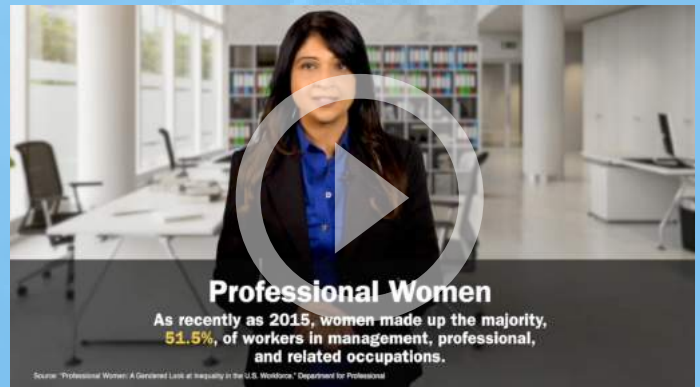 Professional Women
As recently as 2015, women made up the majority,
51.5%, of workers in management, professional,
and related occupations.
Source: "Professional Women: A Gendered Look at Inequality in the U.S. Workforce." Department for Professional